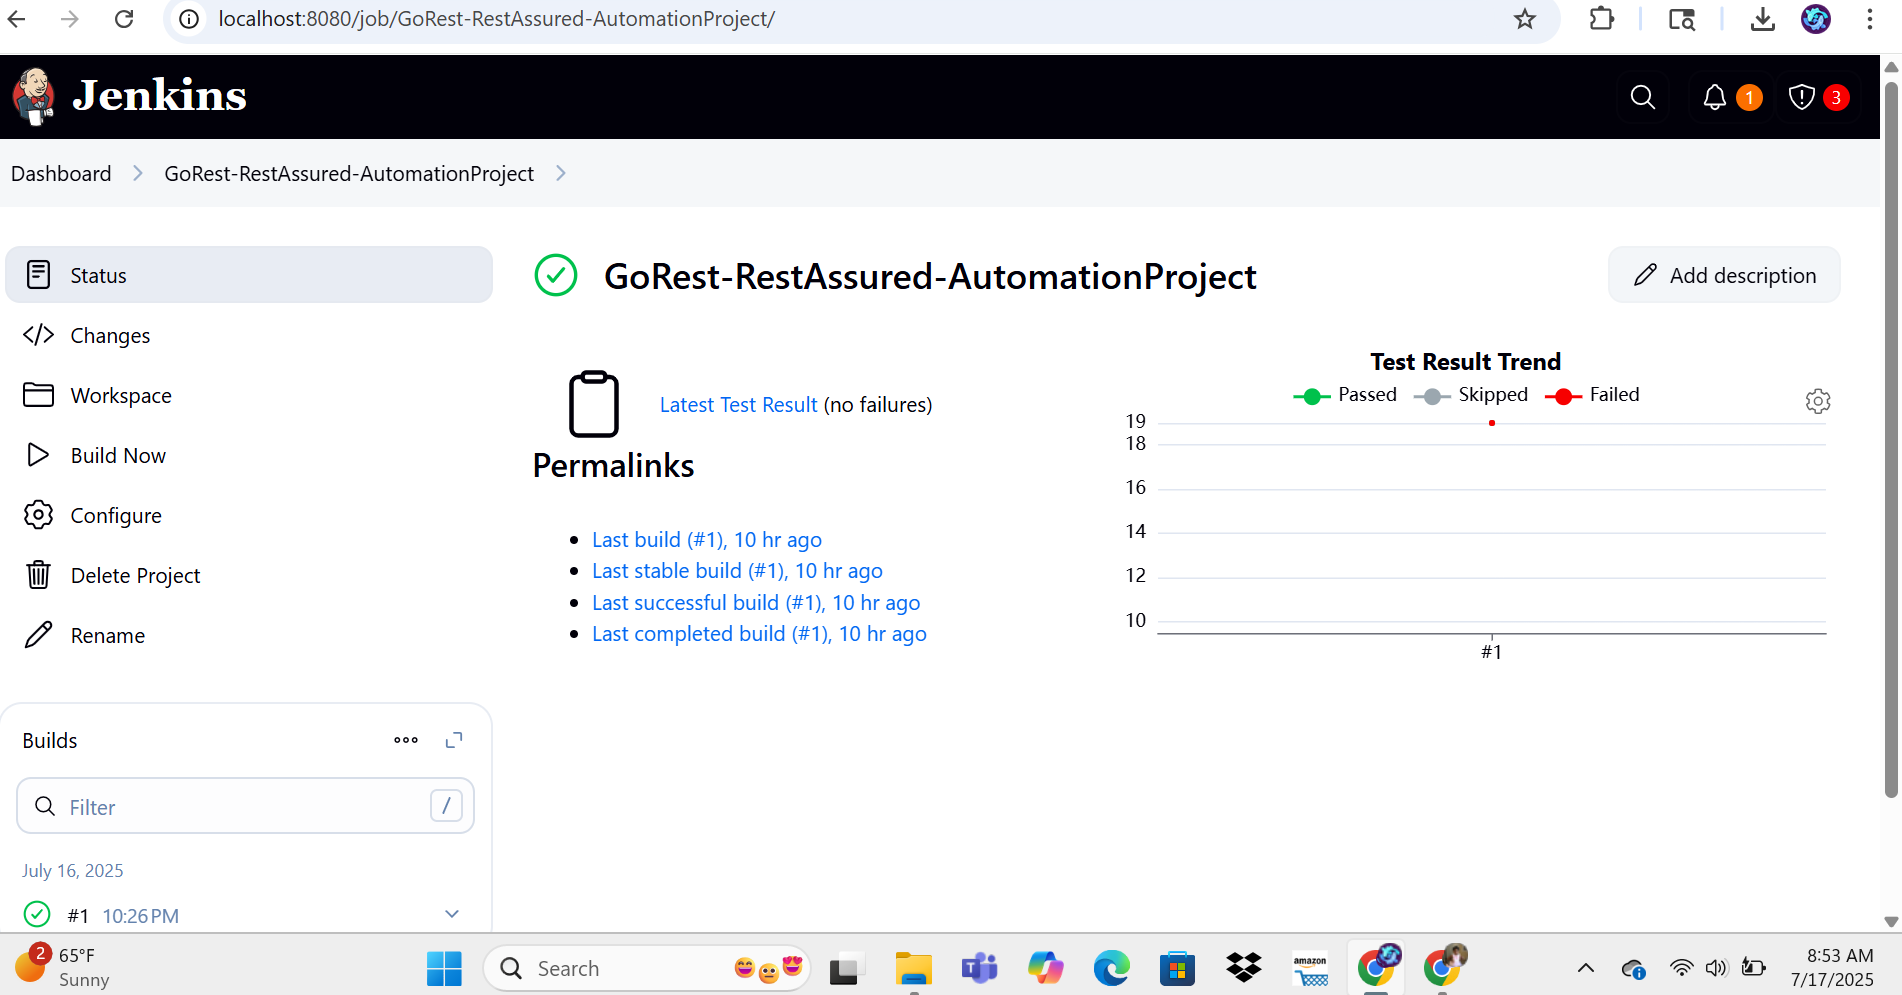 localhost:8080/job/GoRest-RestAssured-AutomationProject/
Jenkins
1
3
Dashboard
GoRest-RestAssured-AutomationProject
Status
Changes
Workspace
Build Now
Configure
Delete Project
Rename
Builds
Filter
/
July 16, 2025
#1 10:26 PM
GoRest-RestAssured-AutomationProject
Add description
Latest Test Result (no failures)
Permalinks
Last build (#1), 10 hr ago
Last stable build (#1), 10 hr ago
Last successful build (#1), 10 hr ago
Last completed build (#1), 10 hr ago
Test Result Trend
Passed Skipped Failed
19
18
16
14
12
10
#1
2
65°F
Sunny
Search
amazon
8:53 AM
7/17/2025